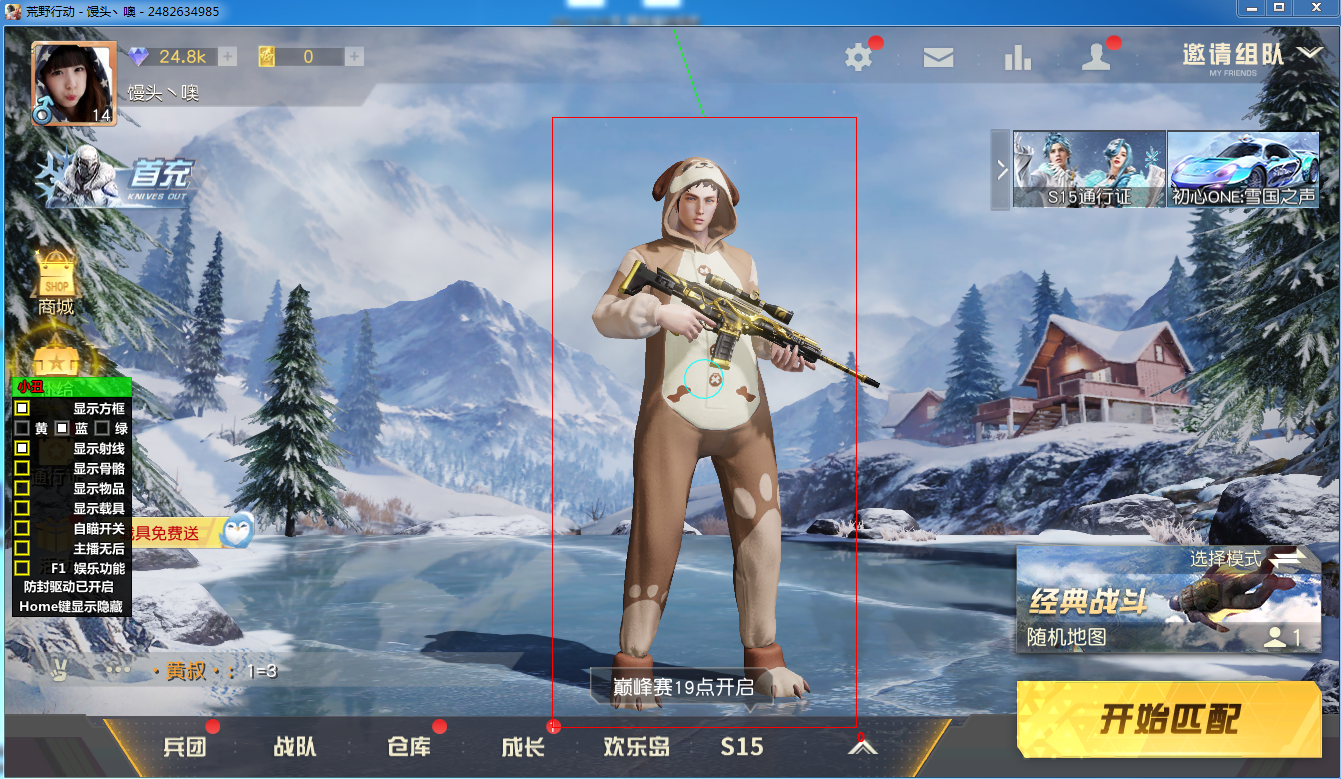 荒野行动 - 馒头丶噢 - 2482634985
24.8k
0
邀请组队
MY FRIENDS
14
馒头丶噢
首充
KNIVES OUT
S15通行证
初心ONE:雪国之声
SHOP
商城
小丑
显示方框
黄 蓝 绿
显示射线
显示骨骼
显示物品
显示载具
自瞄开关
主播无后
F1 娱乐功能
防封驱动已开启
Home键显示隐藏
具免费送
选择模式
经典战斗
随机地图
1
·黄叔·: 1=3
巅峰赛19点开启
开始匹配
兵团
战队
仓库
成长
欢乐岛
S15
0